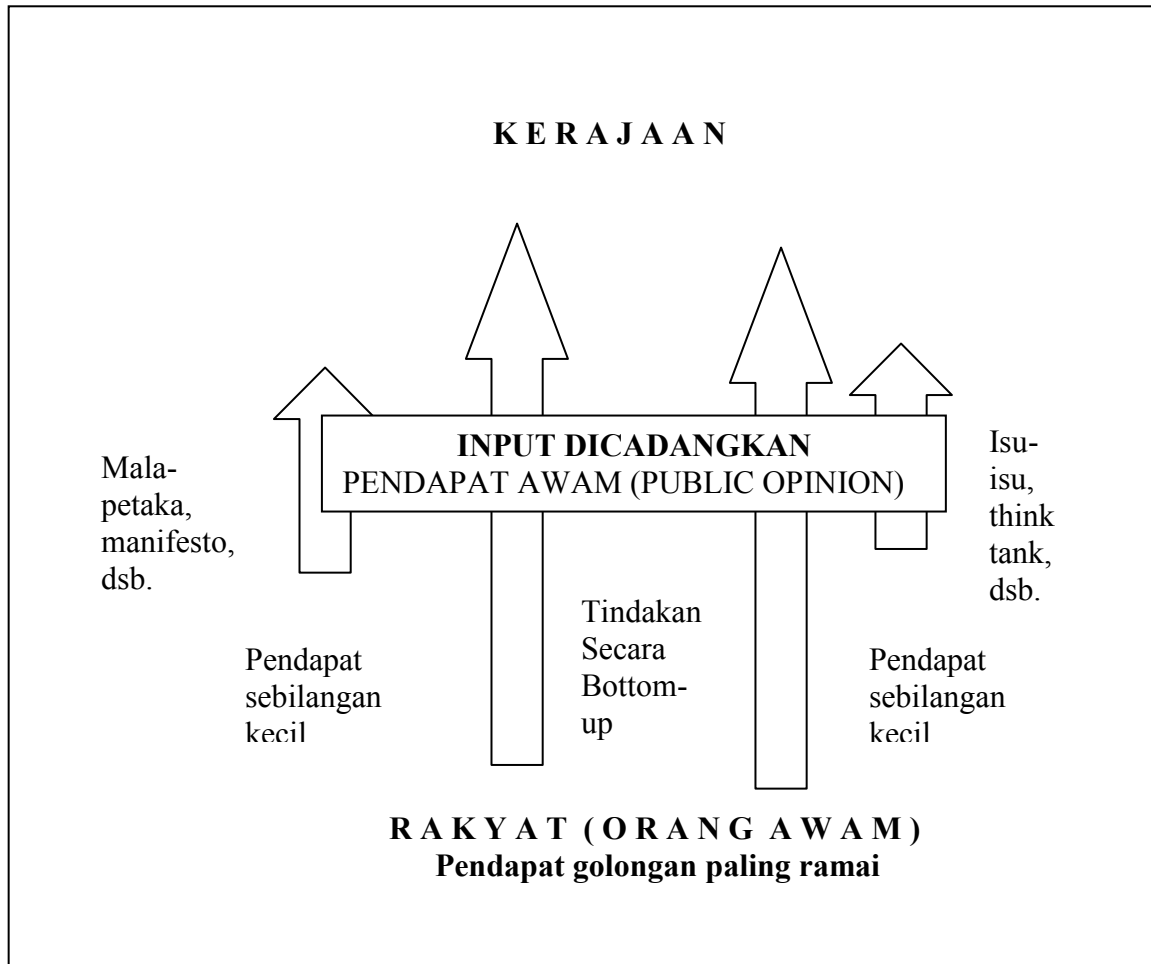 K E R A J A A N
INPUT DICADANGKAN
PENDAPAT AWAM (PUBLIC OPINION)
Mala-
petaka,
manifesto,
dsb.
Isu-
isu,
think
tank,
dsb.
Pendapat
sebilangan
kecil
Tindakan
Secara
Bottom-
up
Pendapat
sebilangan
kecil
R A K Y A T ( O R A N G A W A M )
Pendapat golongan paling ramai